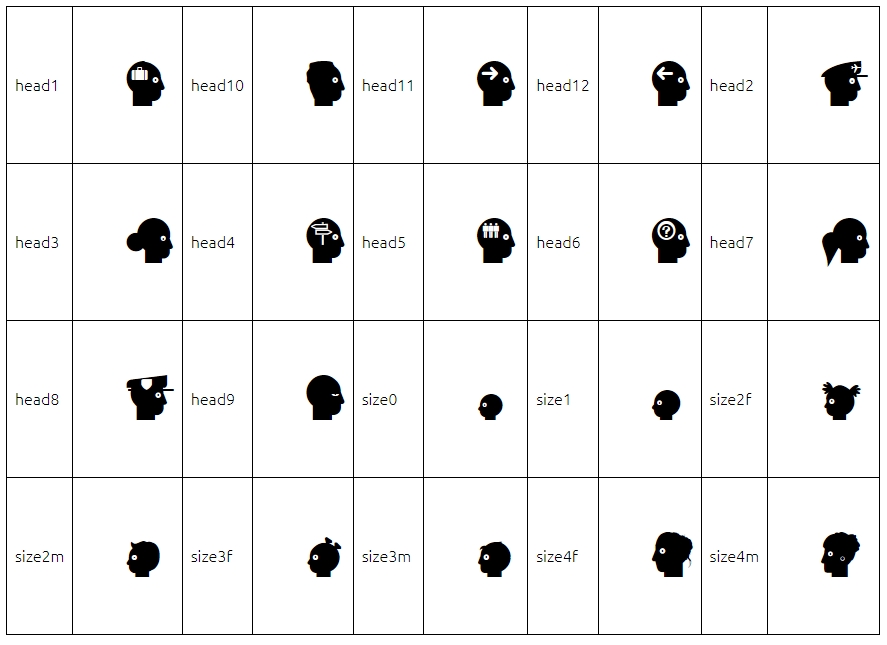 head1 head10 head11 head12 head2
head3 head4 head5 head6 head7
head8 head9 size0 size1 size2f
size2m size3f size3m size4f size4m